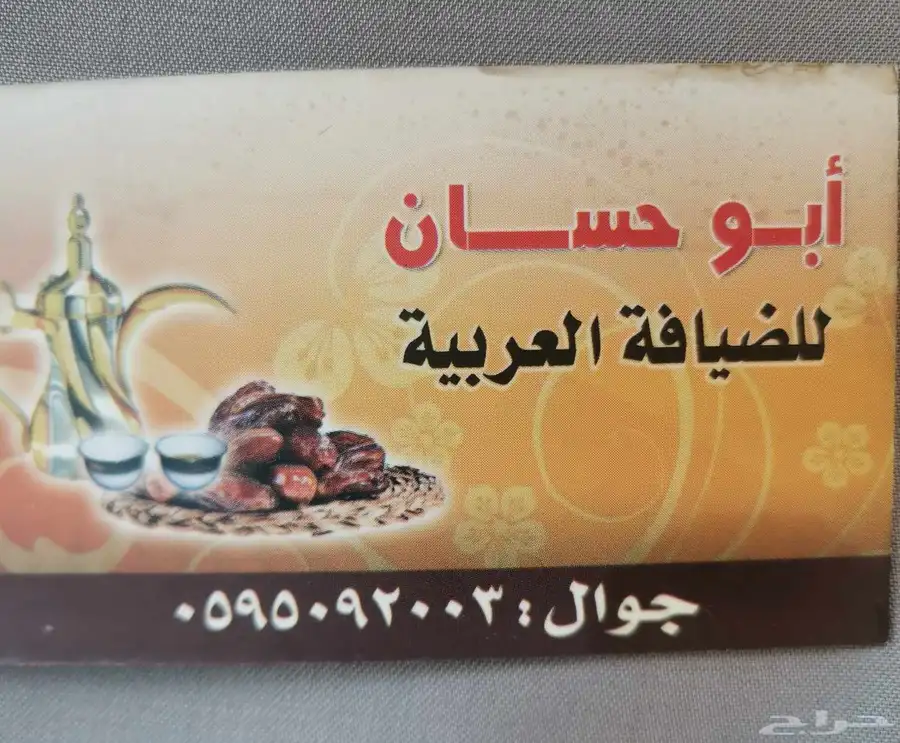 أبو حسان
للضيافة العربية
جوال : ٠٥٩٥٠٩٢٠٠٣
حراج